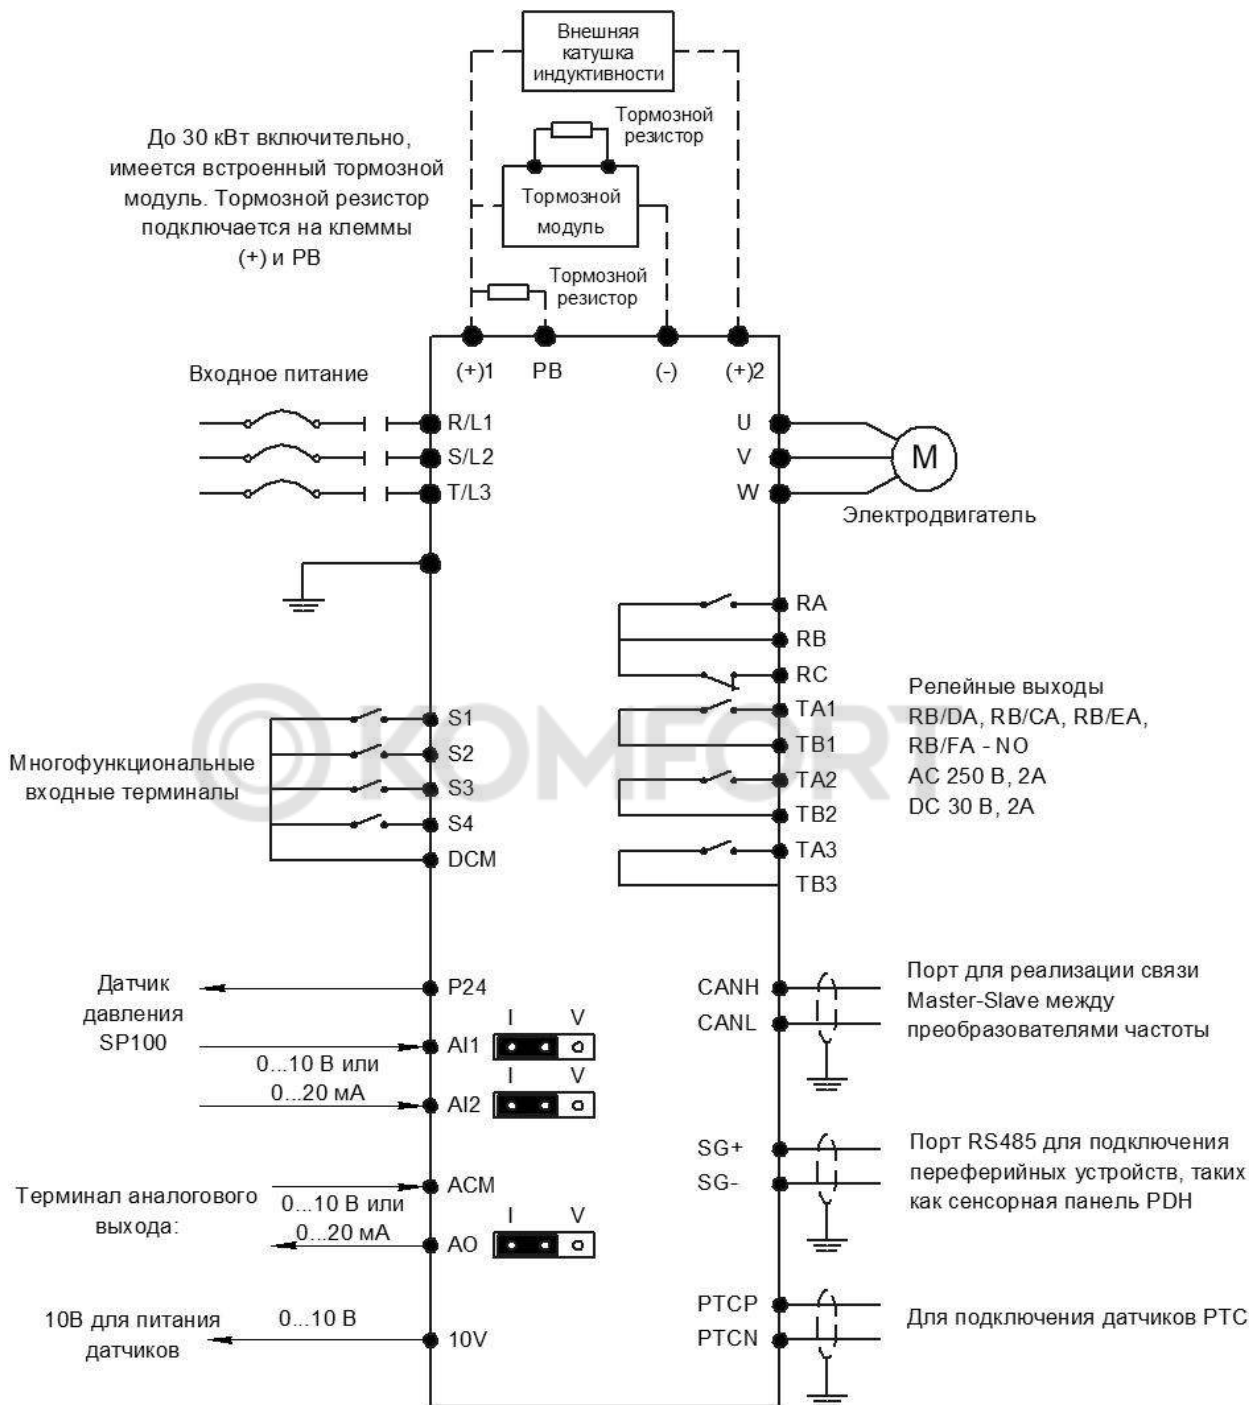 Внешняя
катушка
индуктивности
Тормозной
резистор
До 30 кВт включительно,
имеется встроенный тормозной
модуль. Тормозной резистор
подключается на клеммы
(+) и РВ
Тормозной
модуль
Тормозной
резистор
(+)1 PB (-) (+)2
Входное питание
R/L1
S/L2
T/L3
U
V
W
M
Электродвигатель
RA
RB
RC
TA1
TB1
TA2
TB2
TA3
TB3
Релейные выходы
RB/DA, RB/CA, RB/EA,
RB/FA - NO
AC 250 В, 2А
DC 30 В, 2А
© KOMFORT
Многофункциональные
входные терминалы
S1
S2
S3
S4
DCM
Датчик
давления
SP100
P24
I V
AI1
0...10 В или
0...20 мА
I V
AI2
CANH
CANL
Порт для реализации связи
Master-Slave между
преобразователями частоты
SG+
SG-
Порт RS485 для подключения
переферийных устройств, таких
как сенсорная панель PDH
Терминал аналогового
выхода:
ACM
0...10 В или
0...20 мА
I V
AO
10В для питания
датчиков
0...10 В
10V
PTCP
PTCN
Для подключения датчиков PTC